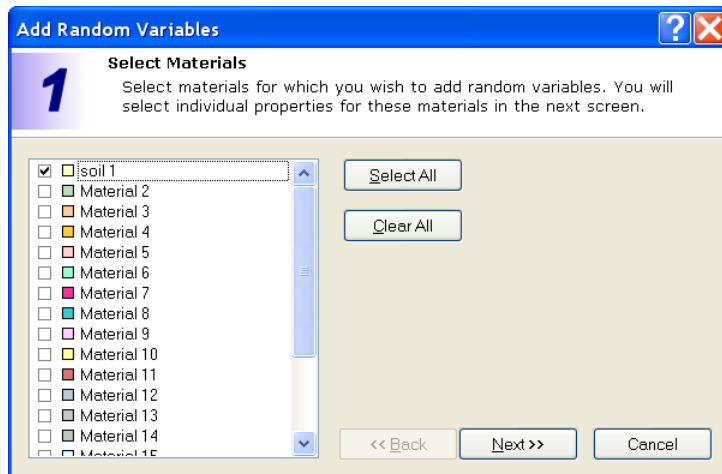 Add Random Variables
?
1
Select Materials
Select materials for which you wish to add random variables. You will
select individual properties for these materials in the next screen.
soil 1
Material 2
Material 3
Material 4
Material 5
Material 6
Material 7
Material 8
Material 9
Material 10
Material 11
Material 12
Material 13
Material 14
Material 15
Select All
Clear All
<< Back
Next >>
Cancel